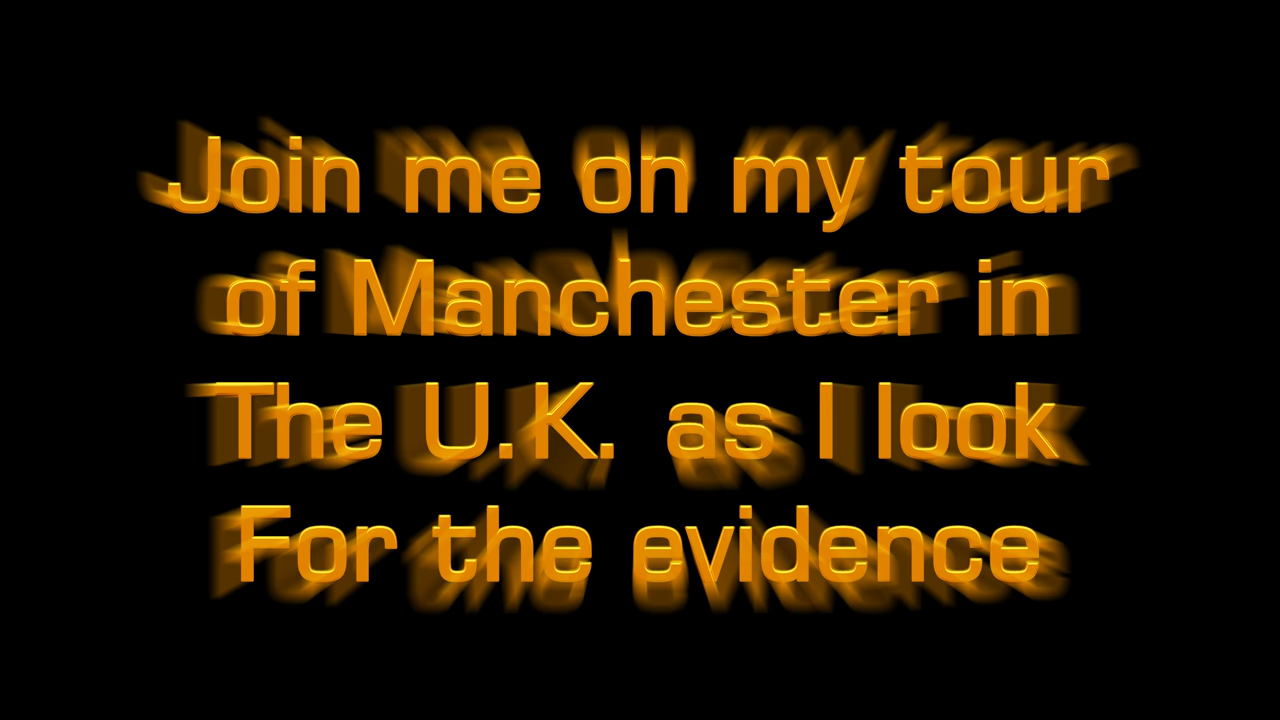 Join me on my tour
of Manchester in
The U.K. as I look
For the evidence